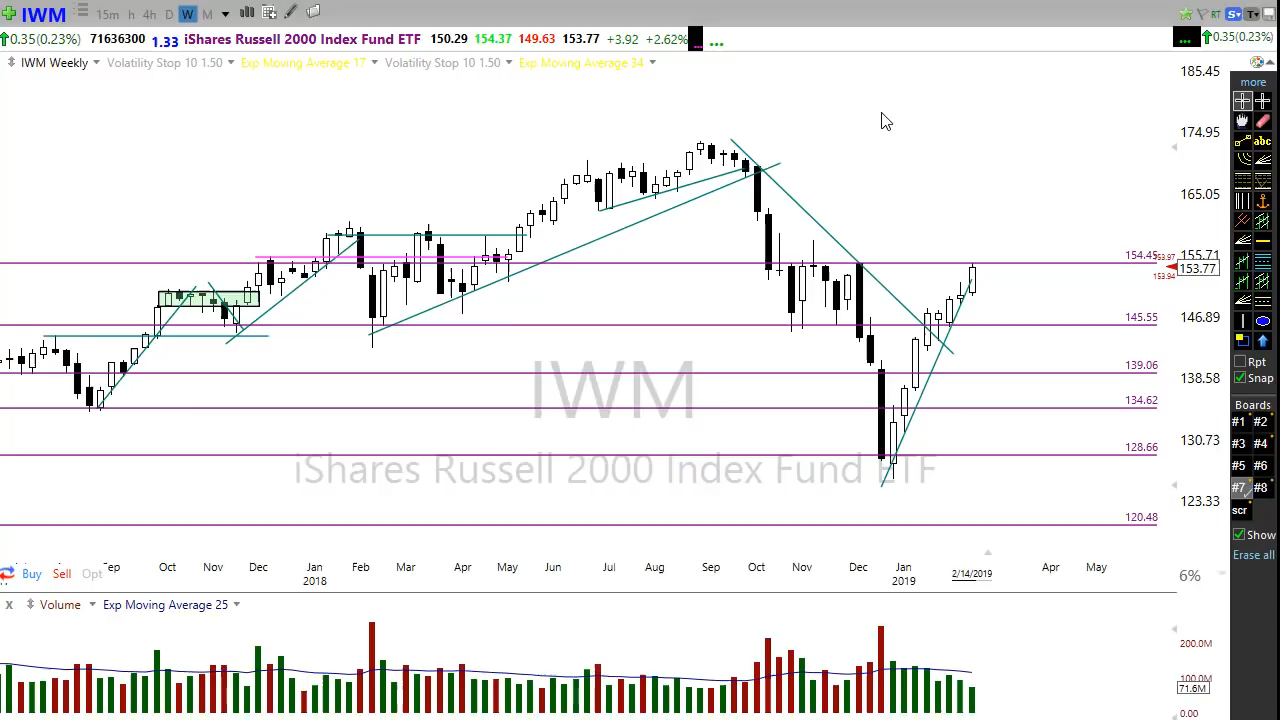 IWM 15m 1h 4h D W M RT S T
0.35(0.23%) 71636300 1.33 iShares Russell 2000 Index Fund ETF 150.29 154.37 149.63 153.77 +3.92 +2.62% ... ... ... 0.35(0.23%)
IWM Weekly Volatility Stop 10 1.50 Exp Moving Average 17 Volatility Stop 10 1.50 Exp Moving Average 34
185.45
more
abc
174.95
165.05
154.45 155.71
153.97
153.77
153.94
145.55 146.89
139.06 138.58
134.62
128.66 130.73
120.48 123.33
IWM
iShares Russell 2000 Index Fund ETF
Rpt
Snap
Boards
#1 #2
#3 #4
#5 #6
#7 #8
scr
Show
Erase all
Sep Oct Nov Dec Jan Feb Mar Apr May Jun Jul Aug Sep Oct Nov Dec Jan 2/14/2019 Apr May
2018 2019
Buy Sell Opt 6%
X Volume Exp Moving Average 25
200.0M
100.0M
71.6M
0.00